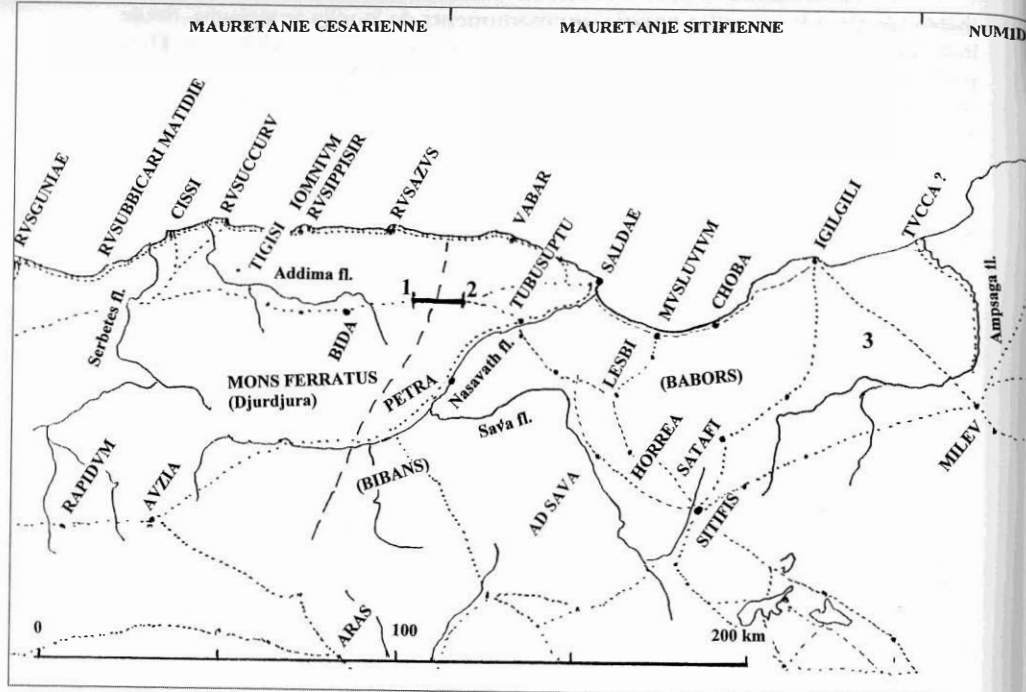 MAURETANIE CESARIENNE
MAURETANIE SITIFIENNE
NUMID
RVSGUNIAE
RVSUBBICARI MATIDIE
CISSI
RVSUCCURV
TIGISI
IOMNIVM
RVSIPPISIR
RVSAZVS
VABAR
TUBUSUPTU
SALDAE
MVSLUVIVM
CHOBA
IGILGILI
TVCCA ?
Serbetes fl.
Addima fl.
1
2
BIDA
LESBI
3
Ampsaga fl.
MONS FERRATUS
(Djurdjura)
PETRA
Nasavath fl.
(BABORS)
Sava fl.
HORREA
SATAFI
MILEV
RAPIDVM
AVZIA
(BIBANS)
AD SAVA
SITIFIS
ARAS
0
100
200 km